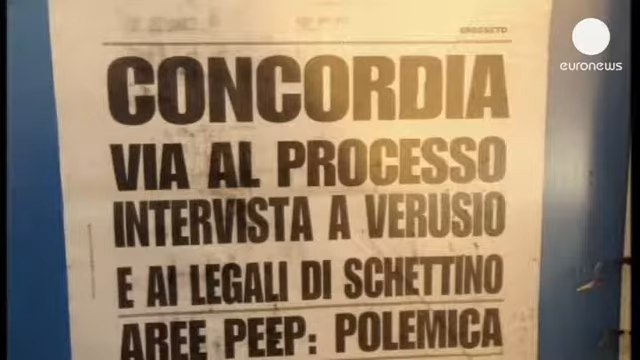 GROSSETO
euronews
CONCORDIA
VIA AL PROCESSO
INTERVISTA A VERUSIO
E AI LEGALI DI SCHETTINO
AREE PEEP: POLEMICA